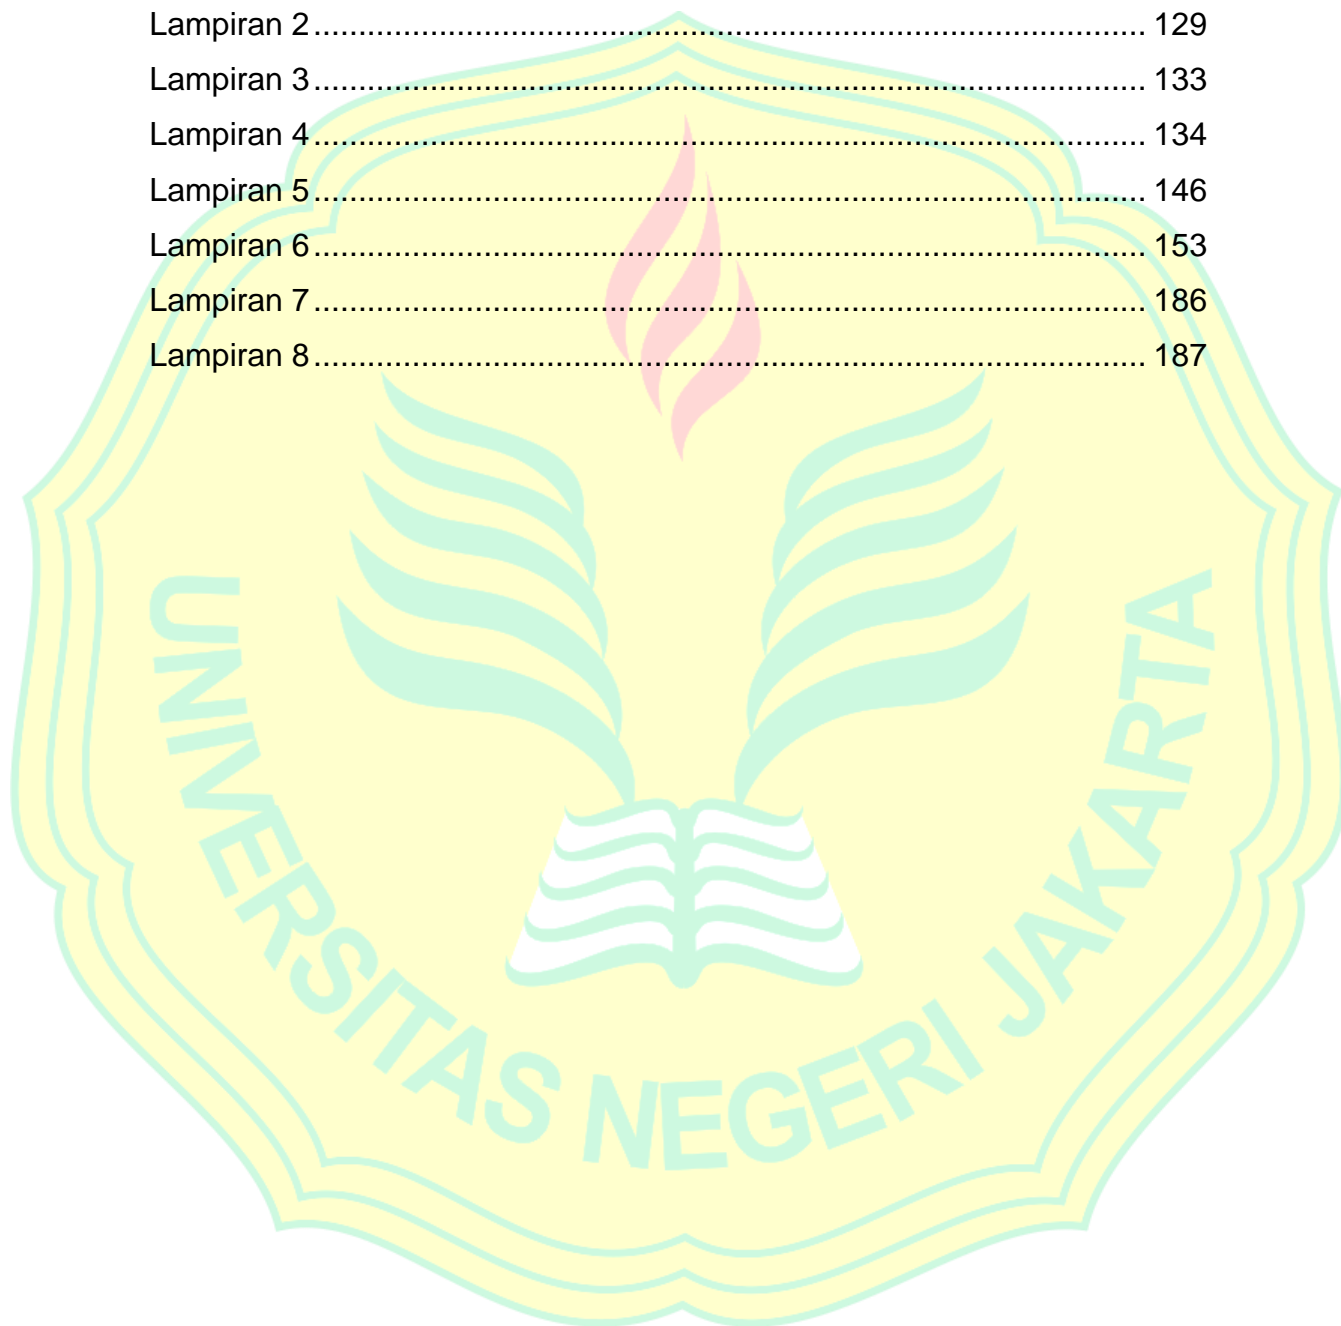 Lampiran 2............................................................................................. 129
Lampiran 3............................................................................................. 133
Lampiran 4............................................................................................. 134
Lampiran 5............................................................................................. 146
Lampiran 6............................................................................................. 153
Lampiran 7............................................................................................. 186
Lampiran 8............................................................................................. 187
UNIVERSITAS NEGERI JAKARTA